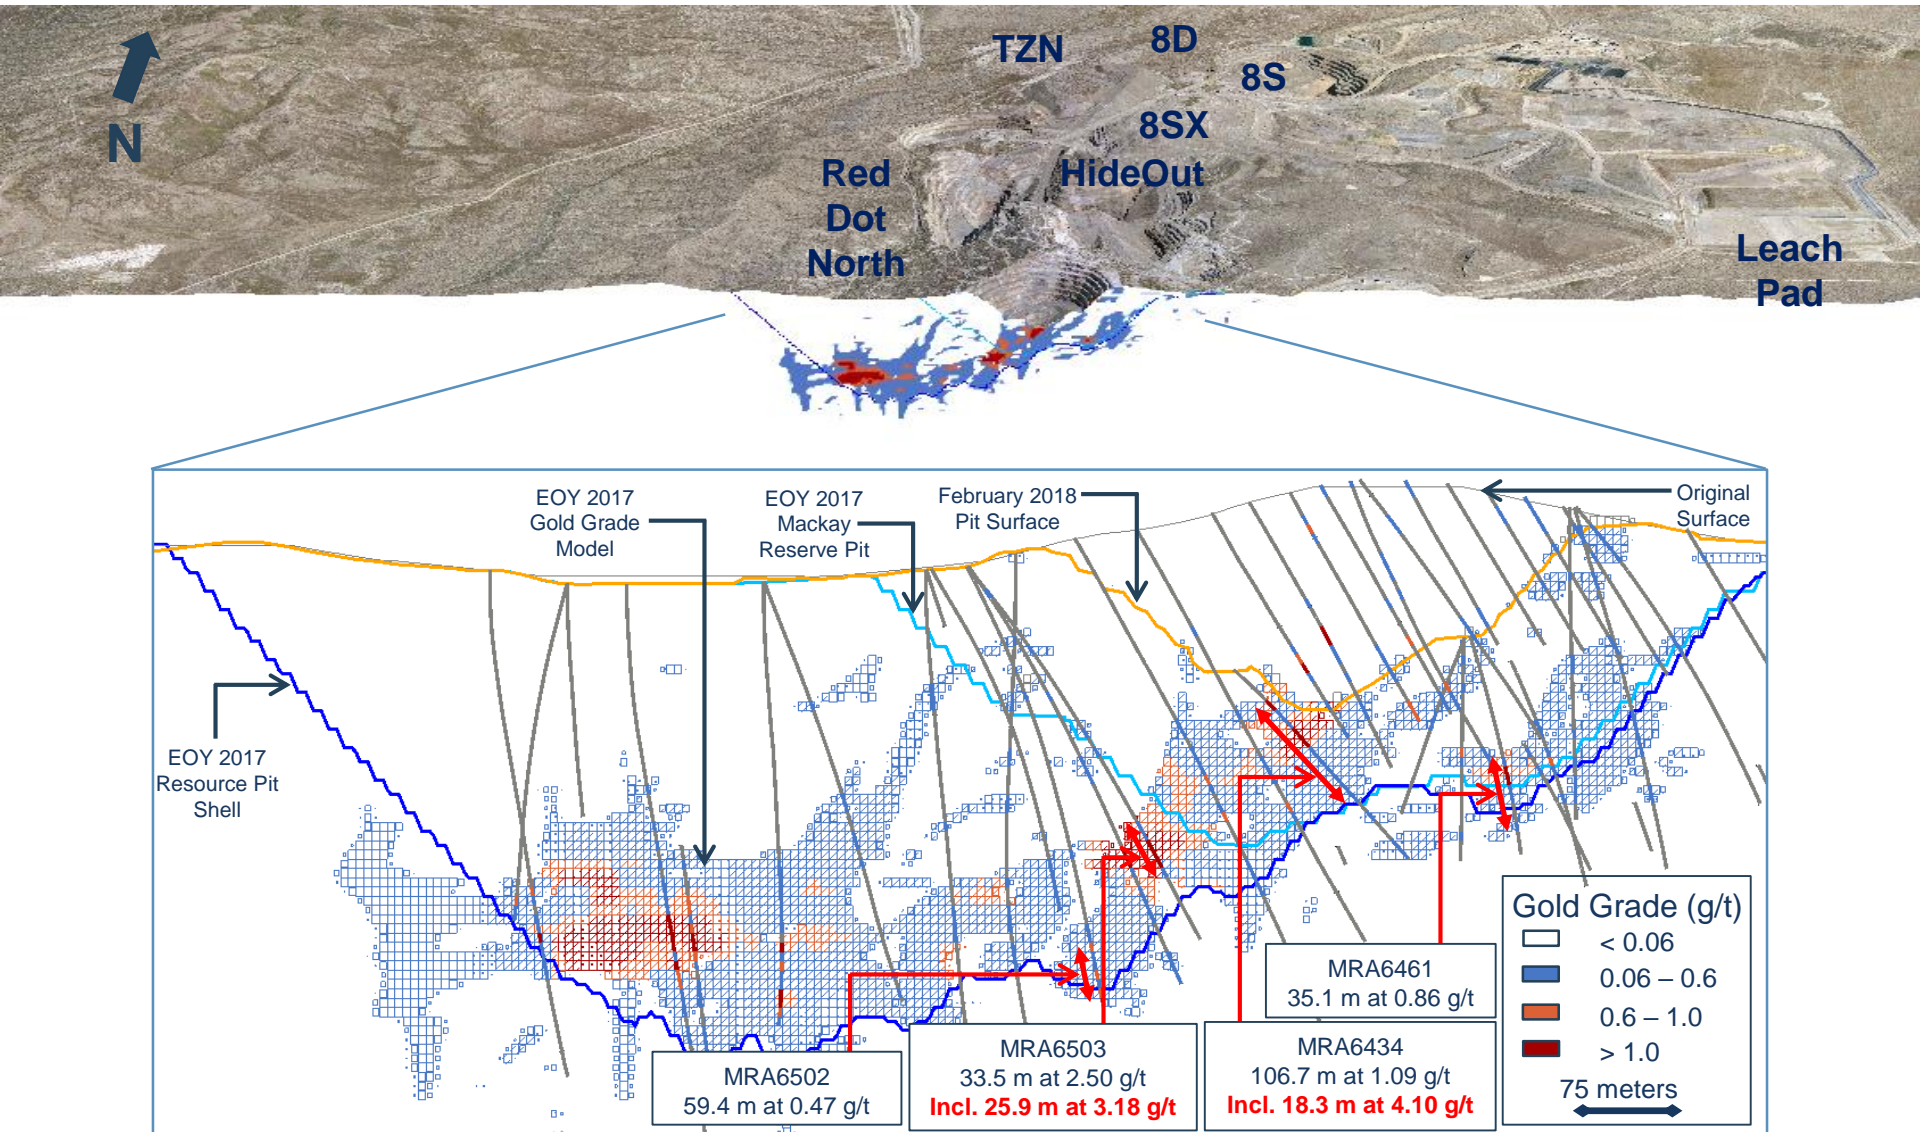 N
TZN
8D
8S
8SX
HideOut
Red
Dot
North
Leach
Pad
EOY 2017
Gold Grade
Model
EOY 2017
Mackay
Reserve Pit
February 2018
Pit Surface
Original
Surface
EOY 2017
Resource Pit
Shell
MRA6502
59.4 m at 0.47 g/t
MRA6503
33.5 m at 2.50 g/t
Incl. 25.9 m at 3.18 g/t
MRA6434
106.7 m at 1.09 g/t
Incl. 18.3 m at 4.10 g/t
MRA6461
35.1 m at 0.86 g/t
Gold Grade (g/t)
< 0.06
0.06 – 0.6
0.6 – 1.0
> 1.0
75 meters